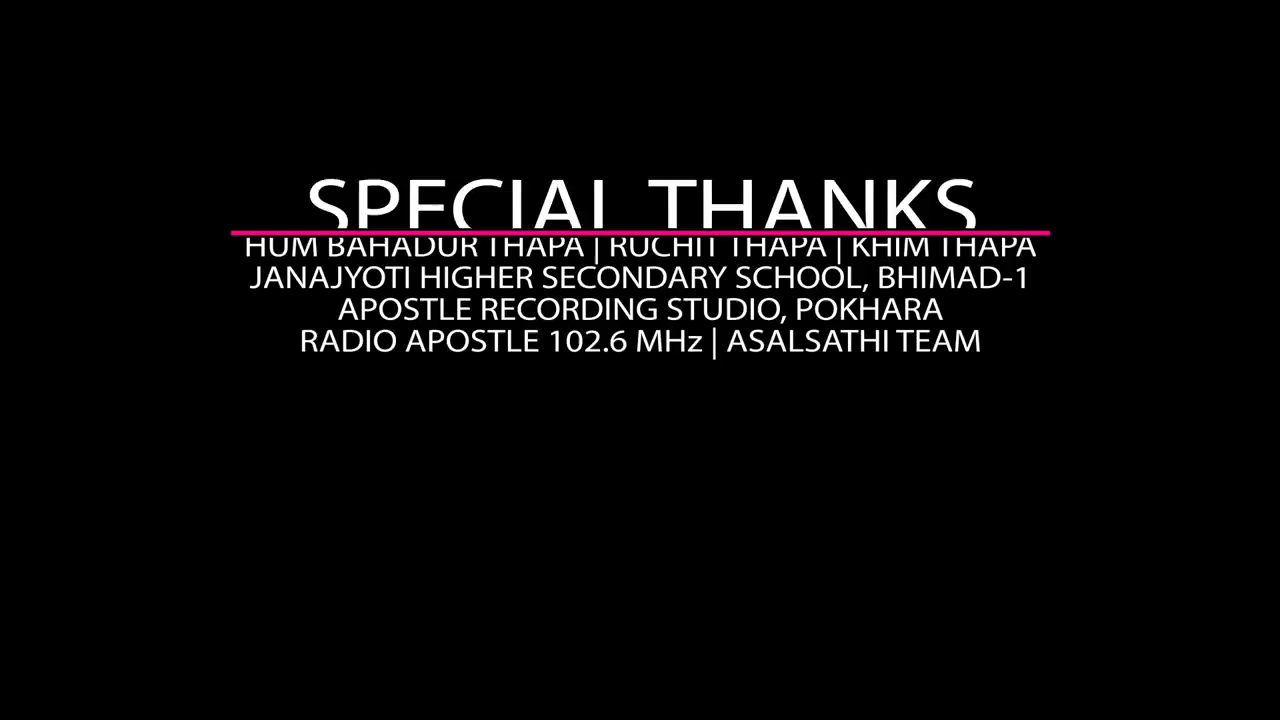 SPECIAL THANKS
HUM BAHADUR THAPA | RUCHIT THAPA | KHIM THAPA
JANAJYOTI HIGHER SECONDARY SCHOOL, BHIMAD-1
APOSTLE RECORDING STUDIO, POKHARA
RADIO APOSTLE 102.6 MHz | ASALSATHI TEAM